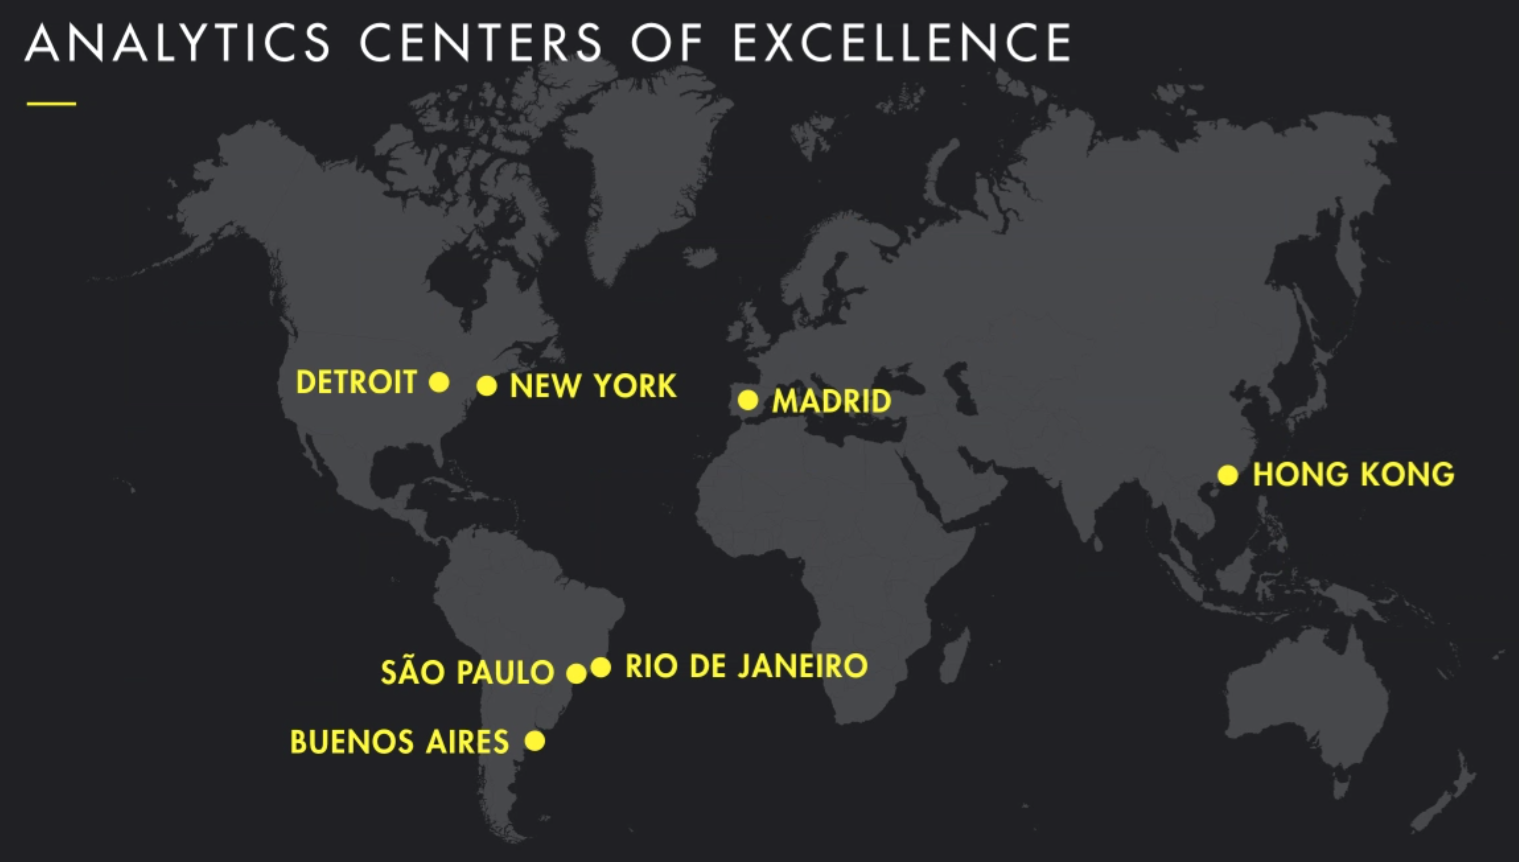 ANALYTICS CENTERS OF EXCELLENCE
DETROIT
NEW YORK
MADRID
HONG KONG
SÃO PAULO
RIO DE JANEIRO
BUENOS AIRES